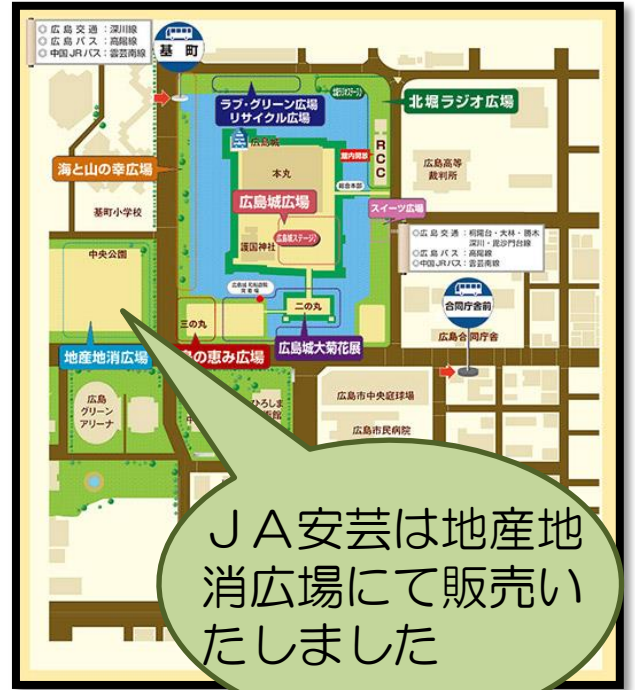 ◎広島交通：深川線
◎広島バス：高陽線
◎中国JRバス：雲芸南線
基町
ラブ・グリーン広場
リサイクル広場
北堀ラジオ広場
広島城
RCC
海と山の幸広場
本丸
総合本部
広島高等
裁判所
広島城広場
スイーツ広場
基町小学校
広島城ステージ
護国神社
◎広島交通：桐陽台・大林・勝木
深川・毘沙門台線
◎広島バス：高陽線
◎中国JRバス：雲芸南線
中央公園
二の丸
合同庁舎前
三の丸
広島合同庁舎
地産地消広場
の恵み広場
広島城大菊花展
広島
グリーン
アリーナ
ひろしま
広島市中央庭球場
広島市民病院
JA安芸は地産地
消広場にて販売い
たしました